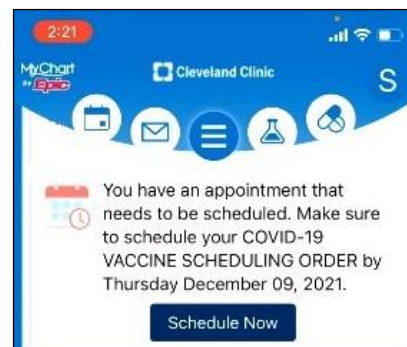 2:21
MyChart
by Epic
Cleveland Clinic
S
You have an appointment that
needs to be scheduled. Make sure
to schedule your COVID-19
VACCINE SCHEDULING ORDER by
Thursday December 09, 2021.
Schedule Now